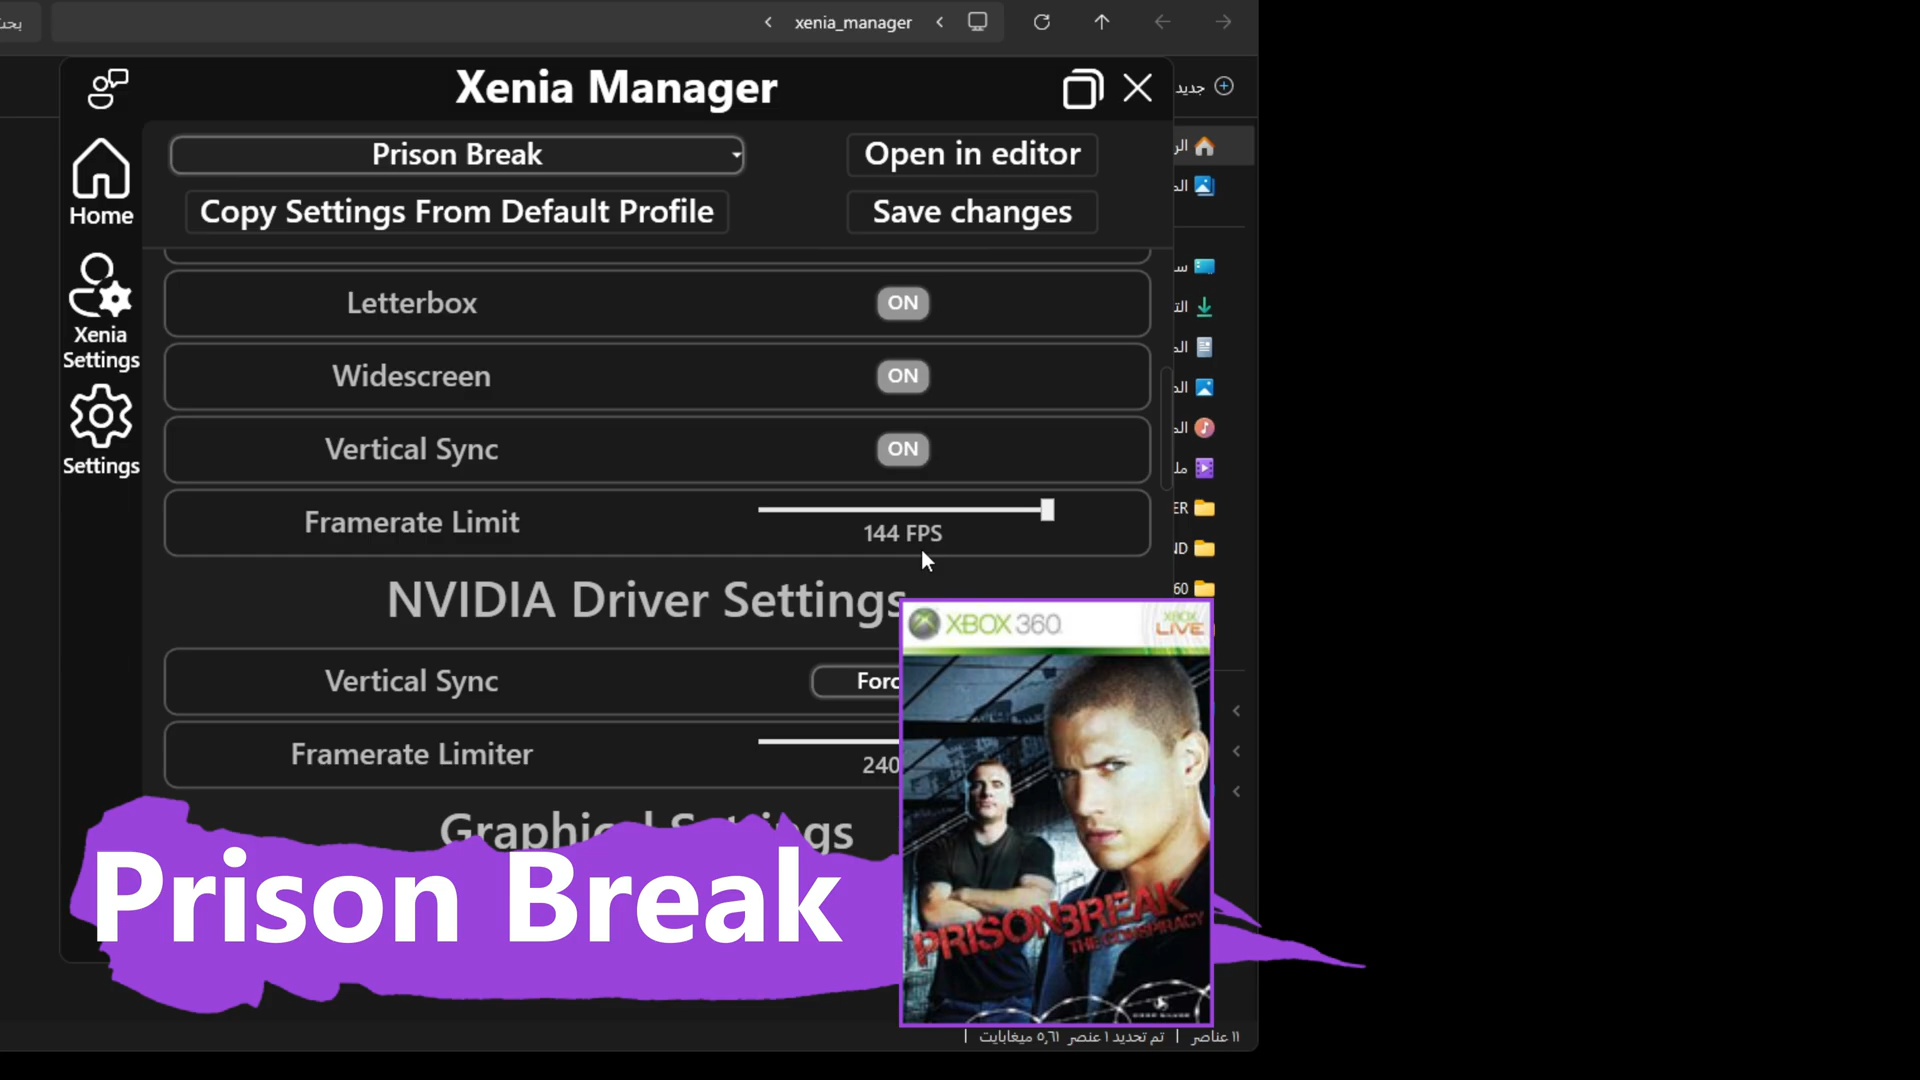 xenia_manager
Xenia Manager
جديد
Prison Break
Open in editor
Copy Settings From Default Profile
Save changes
Home
Xenia
Settings
Settings
Letterbox
ON
Widescreen
ON
Vertical Sync
ON
Framerate Limit
144 FPS
NVIDIA Driver Settings
Vertical Sync
Framerate Limiter
240
XBOX 360
XBOX
LIVE
PRISON BREAK
THE CONSPIRACY
Prison Break
١١ عناصر | تم تحديد ١ عنصر ٥٫٦١ ميغابايت |